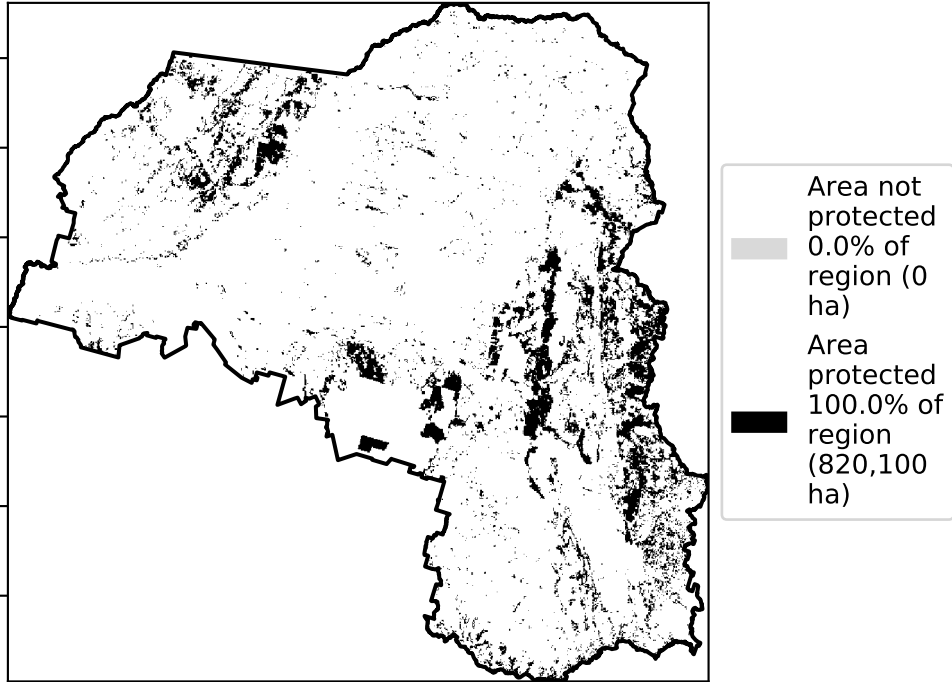 Area not
protected
0.0% of
region (0
ha)
Area
protected
100.0% of
region
(820,100
ha)